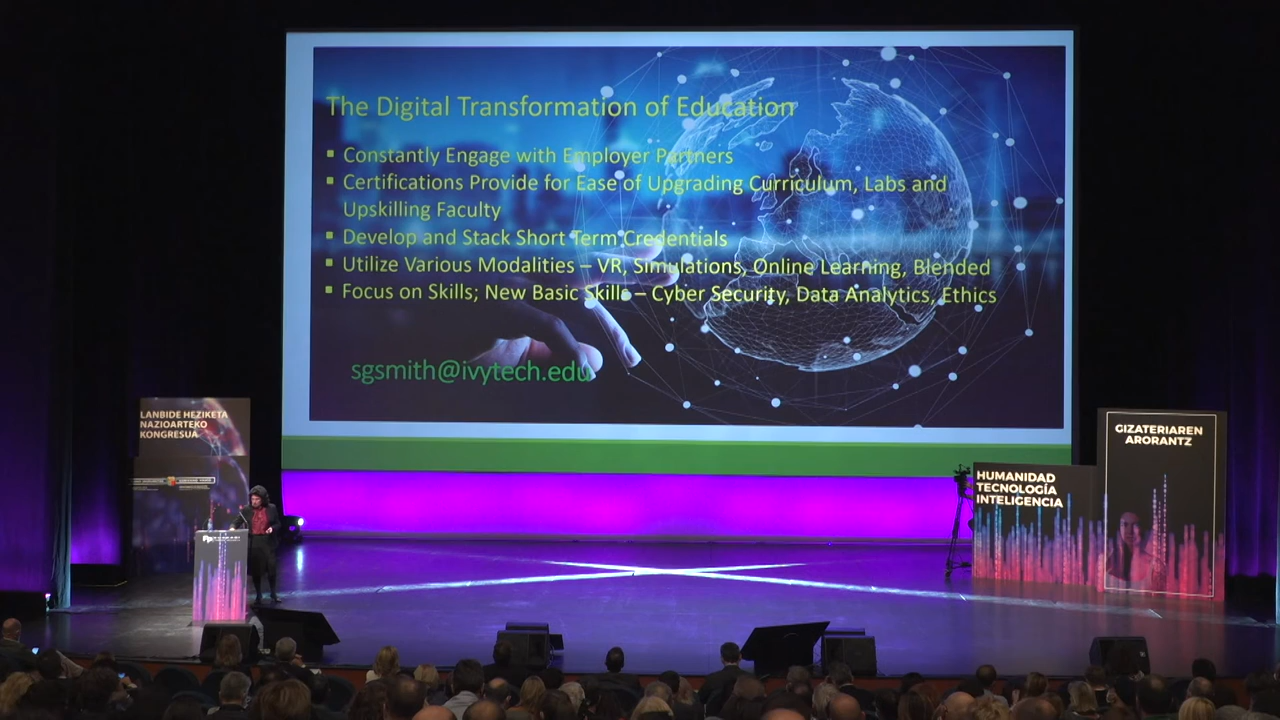 The Digital Transformation of Education
▪ Constantly Engage with Employer Partners
▪ Certifications Provide for Ease of Upgrading Curriculum, Labs and
Upskilling Faculty
▪ Develop and Stack Short Term Credentials
▪ Utilize Various Modalities – VR, Simulations, Online Learning, Blended
▪ Focus on Skills; New Basic Skills – Cyber Security, Data Analytics, Ethics
sgsmith@ivytech.edu
LANBIDE HEZIKETA
NAZIOARTEKO
KONGRESUA
HUMANIDAD
TECNOLOGÍA
INTELIGENCIA
GIZATERIAREN
ARORANTZ